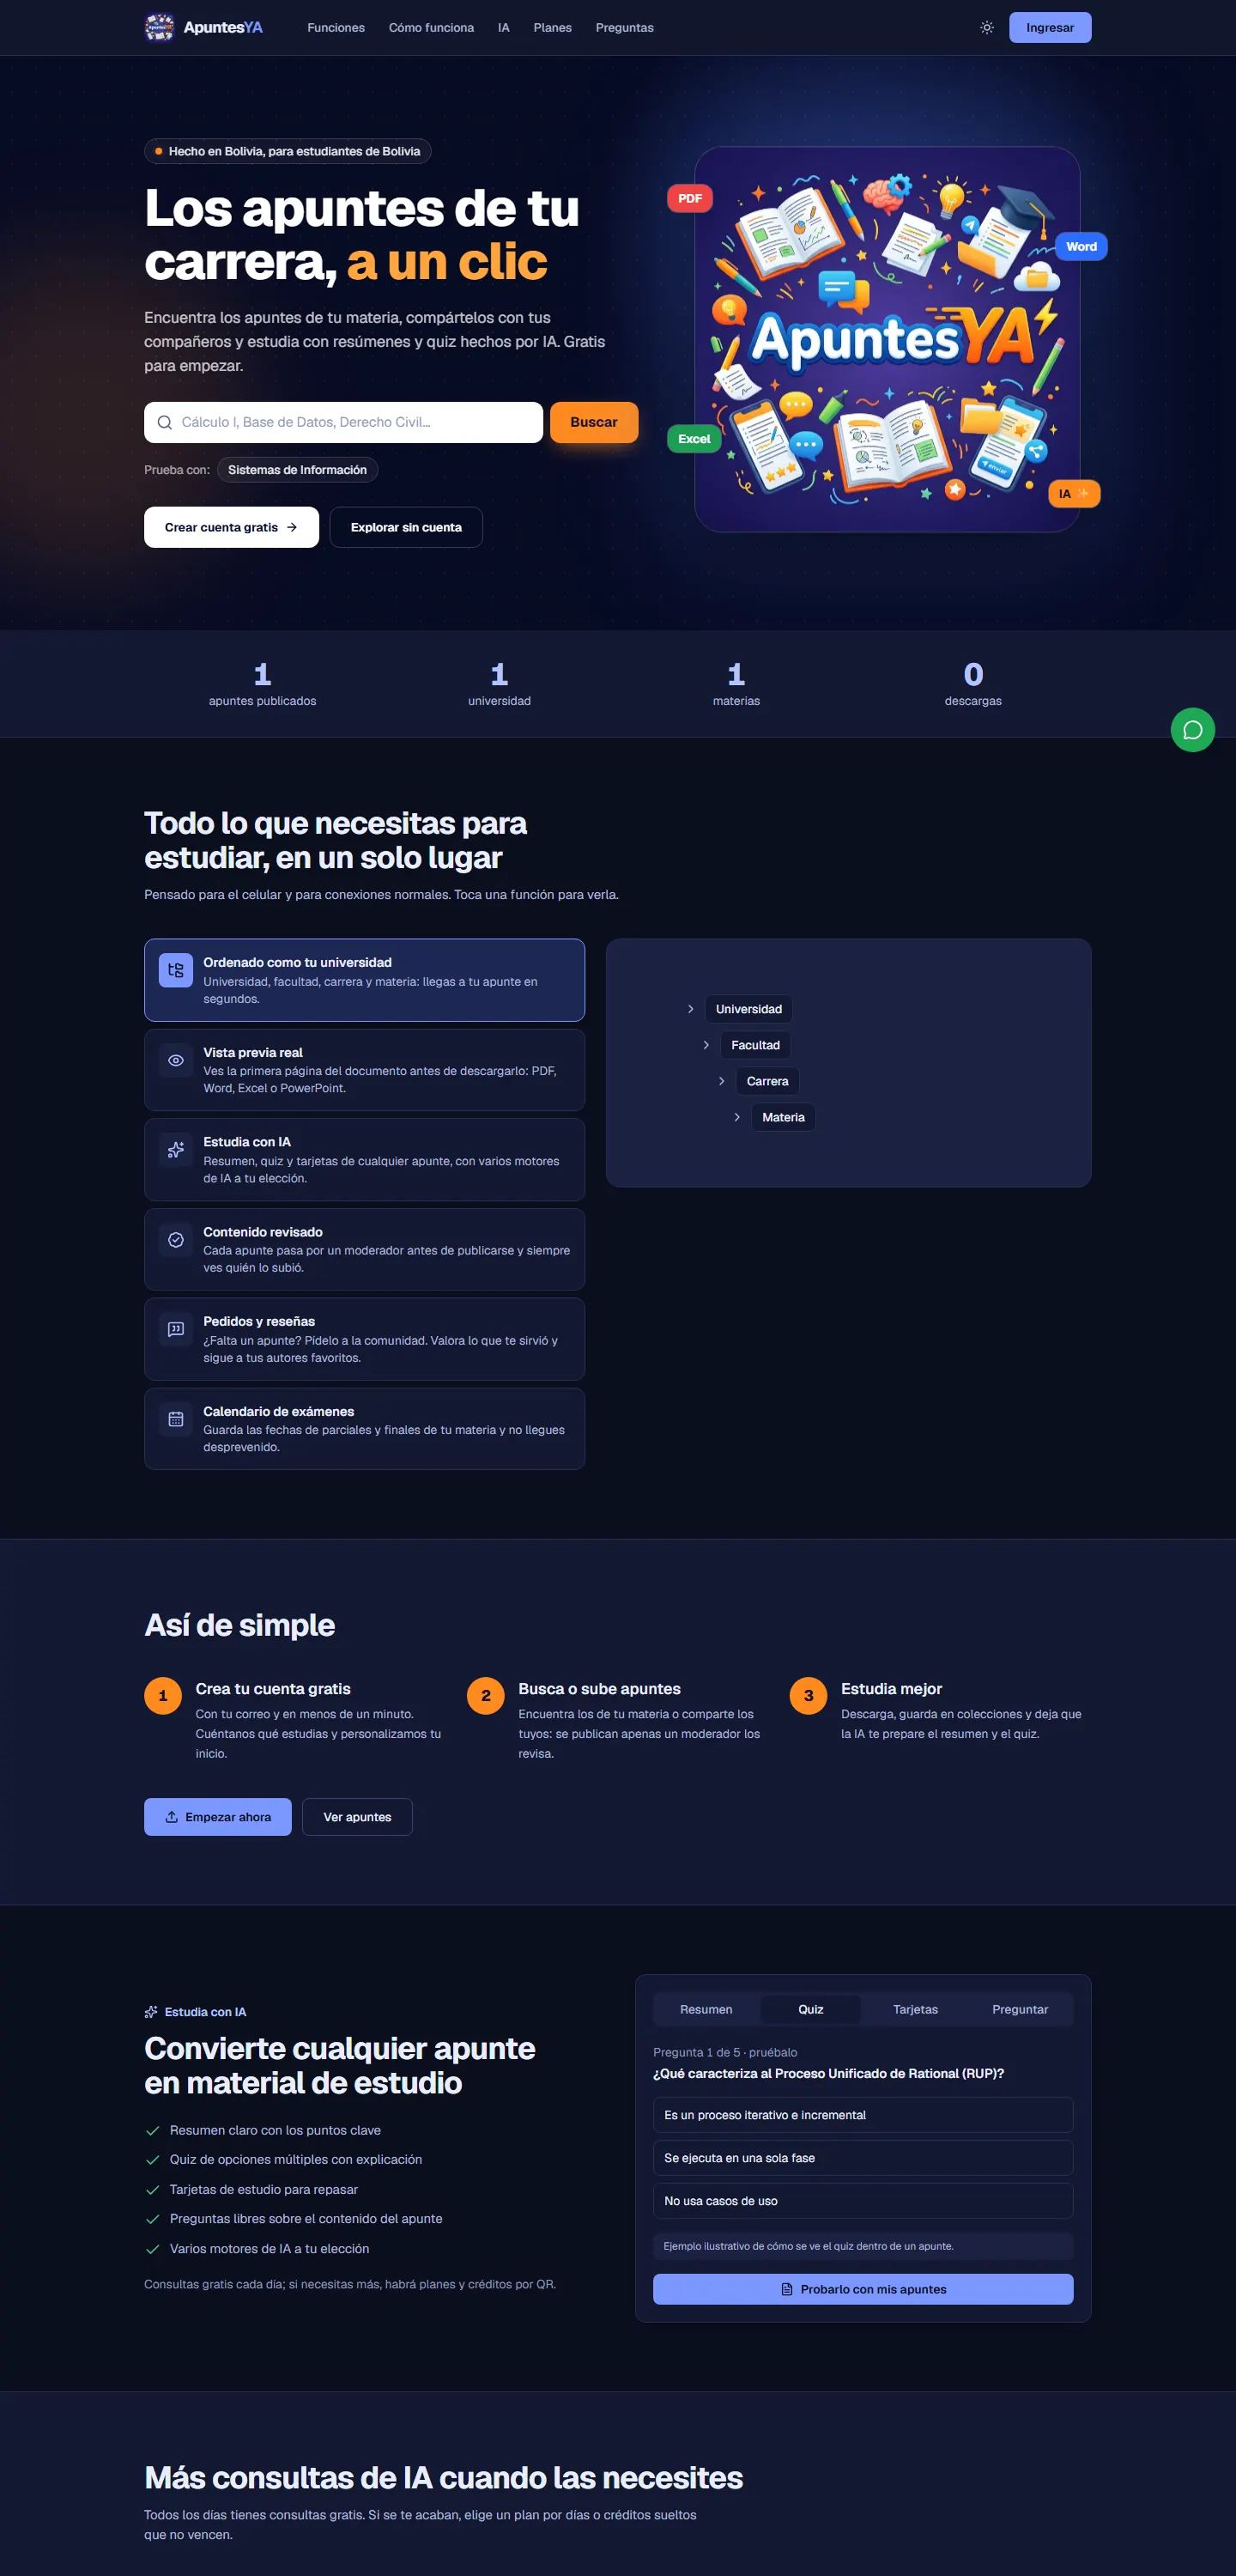 ApuntesYA
Funciones
Cómo funciona
IA
Planes
Preguntas
Ingresar
Hecho en Bolivia, para estudiantes de Bolivia
Los apuntes de tu
carrera, a un clic
Encuentra los apuntes de tu materia, compártelos con tus
compañeros y estudia con resúmenes y quiz hechos por IA. Gratis
para empezar.
Cálculo I, Base de Datos, Derecho Civil...
Buscar
Prueba con:
Sistemas de Información
Crear cuenta gratis
Explorar sin cuenta
PDF
Word
ApuntesYA
Excel
enviar
IA
1
apuntes publicados
1
universidad
1
materias
0
descargas
Todo lo que necesitas para
estudiar, en un solo lugar
Pensado para el celular y para conexiones normales. Toca una función para verla.
Ordenado como tu universidad
Universidad, facultad, carrera y materia: llegas a tu apunte en
segundos.
Vista previa real
Ves la primera página del documento antes de descargarlo: PDF,
Word, Excel o PowerPoint.
Estudia con IA
Resumen, quiz y tarjetas de cualquier apunte, con varios motores
de IA a tu elección.
Contenido revisado
Cada apunte pasa por un moderador antes de publicarse y siempre
ves quién lo subió.
Pedidos y reseñas
¿Falta un apunte? Pídelo a la comunidad. Valora lo que te sirvió y
sigue a tus autores favoritos.
Calendario de exámenes
Guarda las fechas de parciales y finales de tu materia y no llegues
desprevenido.
Universidad
Facultad
Carrera
Materia
Así de simple
1
Crea tu cuenta gratis
Con tu correo y en menos de un minuto.
Cuéntanos qué estudias y personalizamos tu
inicio.
2
Busca o sube apuntes
Encuentra los de tu materia o comparte los
tuyos: se publican apenas un moderador los
revisa.
3
Estudia mejor
Descarga, guarda en colecciones y deja que
la IA te prepare el resumen y el quiz.
Empezar ahora
Ver apuntes
Estudia con IA
Convierte cualquier apunte
en material de estudio
Resumen claro con los puntos clave
Quiz de opciones múltiples con explicación
Tarjetas de estudio para repasar
Preguntas libres sobre el contenido del apunte
Varios motores de IA a tu elección
Consultas gratis cada día; si necesitas más, habrá planes y créditos por QR.
Resumen
Quiz
Tarjetas
Preguntar
Pregunta 1 de 5 · pruébalo
¿Qué caracteriza al Proceso Unificado de Rational (RUP)?
Es un proceso iterativo e incremental
Se ejecuta en una sola fase
No usa casos de uso
Ejemplo ilustrativo de cómo se ve el quiz dentro de un apunte.
Probarlo con mis apuntes
Más consultas de IA cuando las necesites
Todos los días tienes consultas gratis. Si se te acaban, elige un plan por días o créditos sueltos
que no vencen.